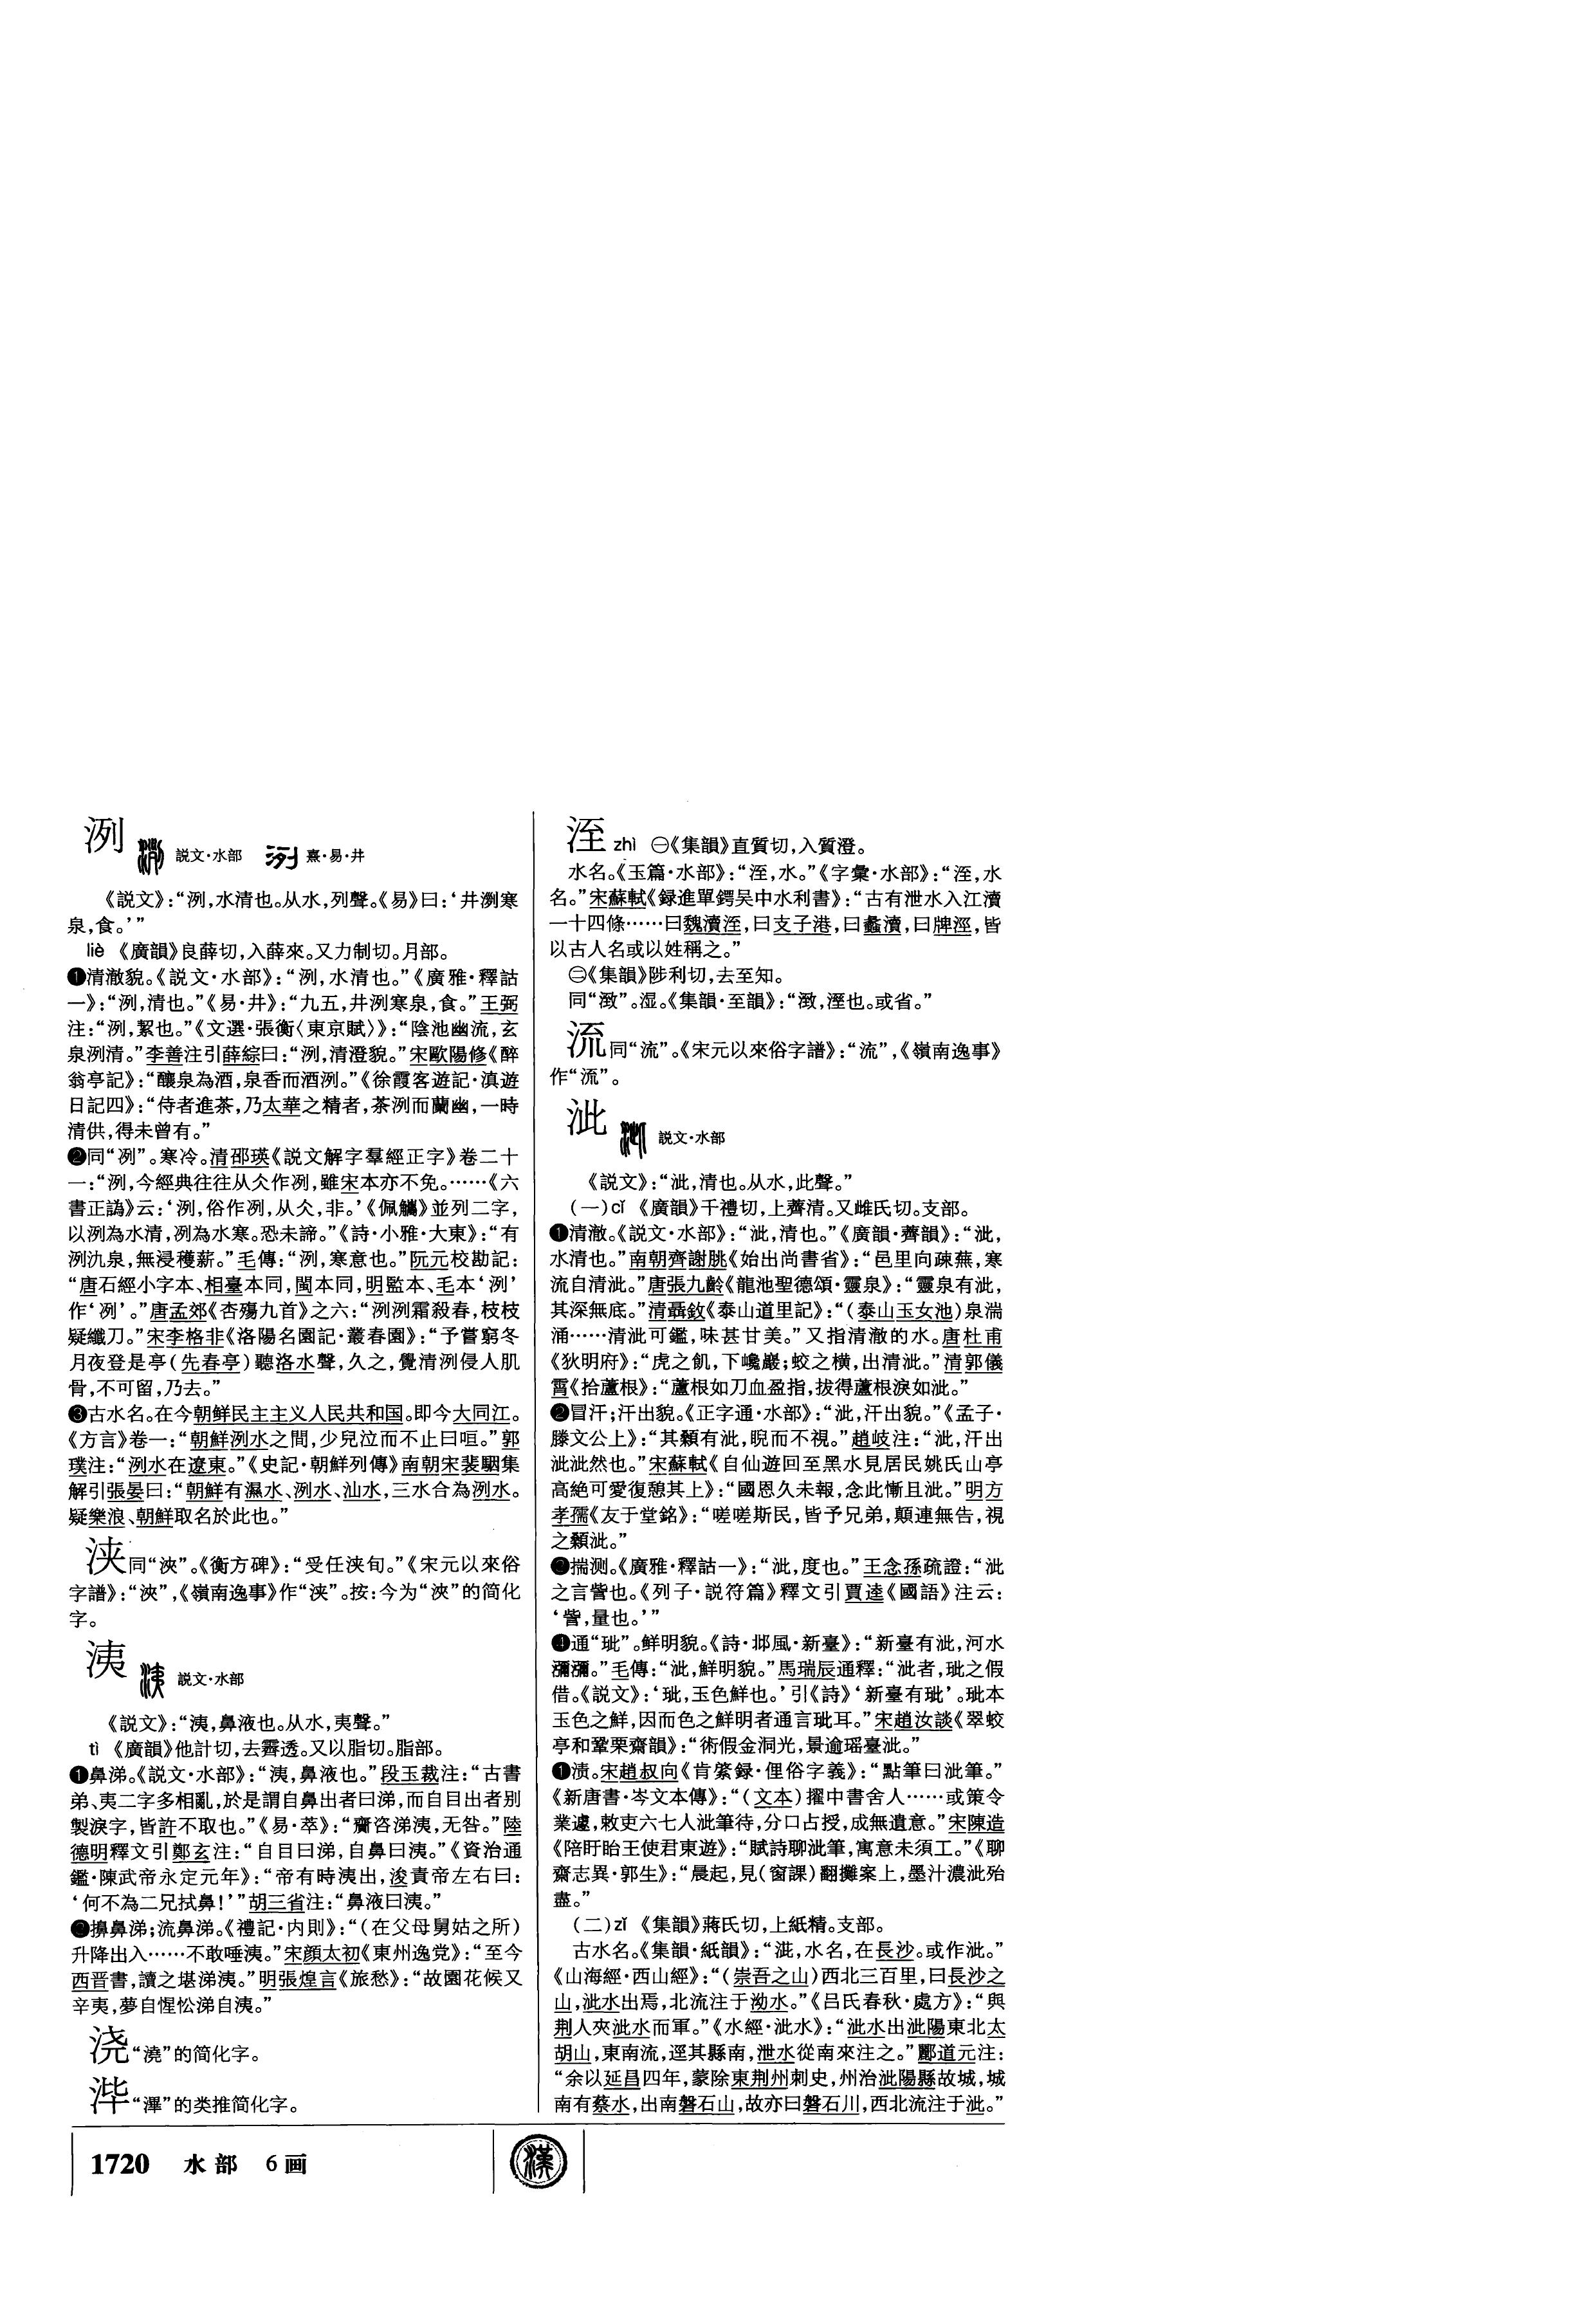 洌 説文·水部 熹·易·井
《説文》：“洌，水清也。从水，列聲。《易》曰：‘井洌寒
泉，食。’”
liè 《廣韻》良薛切，入薛來。又力制切。月部。
❶清澈貌。《説文·水部》：“洌，水清也。”《廣雅·釋詁
一》：“洌，清也。”《易·井》：“九五，井洌寒泉，食。”王弼
注：“洌，絜也。”《文選·張衡〈東京賦〉》：“陰池幽流，玄
泉洌清。”李善注引薛綜曰：“洌，清澄貌。”宋歐陽修《醉
翁亭記》：“釀泉為酒，泉香而酒洌。”《徐霞客遊記·滇遊
日記四》：“侍者進茶，乃太華之精者，茶洌而蘭幽，一時
清供，得未曾有。”
❷同“冽”。寒冷。清邵瑛《説文解字羣經正字》卷二十
一：“洌，今經典往往从仌作冽，雖宋本亦不免。……《六
書正譌》云：‘洌，俗作冽，从仌，非。’《佩觿》並列二字，
以洌為水清，冽為水寒。恐未諦。”《詩·小雅·大東》：“有
洌氿泉，無浸穫薪。”毛傳：“洌，寒意也。”阮元校勘記：
“唐石經小字本、相臺本同，閩本同，明監本、毛本‘洌’
作‘冽’。”唐孟郊《杏殤九首》之六：“洌洌霜殺春，枝枝
疑纖刀。”宋李格非《洛陽名園記·叢春園》：“予嘗窮冬
月夜登是亭（先春亭）聽洛水聲，久之，覺清洌侵人肌
骨，不可留，乃去。”
❸古水名。在今朝鲜民主主义人民共和国。即今大同江。
《方言》卷一：“朝鮮洌水之間，少兒泣而不止曰咺。”郭
璞注：“洌水在遼東。”《史記·朝鮮列傳》南朝宋裴駰集
解引張晏曰：“朝鮮有濕水、洌水、汕水，三水合為洌水。
疑樂浪、朝鮮取名於此也。”
浃同“浹”。《衡方碑》：“受任浃旬。”《宋元以來俗
字譜》：“浹”，《嶺南逸事》作“浃”。按：今为“浹”的简化
字。
洟 説文·水部
《説文》：“洟，鼻液也。从水，夷聲。”
tì 《廣韻》他計切，去霽透。又以脂切。脂部。
❶鼻涕。《説文·水部》：“洟，鼻液也。”段玉裁注：“古書
弟、夷二字多相亂，於是謂自鼻出者曰涕，而自目出者别
製淚字，皆許不取也。”《易·萃》：“齎咨涕洟，无咎。”陸
德明釋文引鄭玄注：“自目曰涕，自鼻曰洟。”《資治通
鑑·陳武帝永定元年》：“帝有時洟出，浚責帝左右曰：
‘何不為二兄拭鼻！’”胡三省注：“鼻液曰洟。”
❷擤鼻涕；流鼻涕。《禮記·内則》：“（在父母舅姑之所）
升降出入……不敢唾洟。”宋顔太初《東州逸党》：“至今
西晋書，讀之堪涕洟。”明張煌言《旅愁》：“故園花候又
辛夷，夢自惺忪涕自洟。”
浇“澆”的简化字。
浑“渾”的类推简化字。
洷 zhì ㊀《集韻》直質切，入質澄。
水名。《玉篇·水部》：“洷，水。”《字彙·水部》：“洷，水
名。”宋蘇軾《録進單鍔吴中水利書》：“古有泄水入江瀆
一十四條……曰魏瀆洷，曰支子港，曰蠡瀆，曰牌涇，皆
以古人名或以姓稱之。”
㊁《集韻》陟利切，去至知。
同“㴛”。湿。《集韻·至韻》：“㴛，溼也。或省。”
流同“流”。《宋元以來俗字譜》：“流”，《嶺南逸事》
作“流”。
泚 説文·水部
《説文》：“泚，清也。从水，此聲。”
（一）cǐ 《廣韻》千禮切，上薺清。又雌氏切。支部。
❶清澈。《説文·水部》：“泚，清也。”《廣韻·薺韻》：“泚，
水清也。”南朝齊謝朓《始出尚書省》：“邑里向疎蕪，寒
流自清泚。”唐張九齡《龍池聖德頌·靈泉》：“靈泉有泚，
其深無底。”清聶鈫《泰山道里記》：“（泰山玉女池）泉湍
涌……清泚可鑑，味甚甘美。”又指清澈的水。唐杜甫
《狄明府》：“虎之飢，下巉巖；蛟之横，出清泚。”清郭儀
霄《拾蘆根》：“蘆根如刀血盈指，拔得蘆根淚如泚。”
❷冒汗；汗出貌。《正字通·水部》：“泚，汗出貌。”《孟子·
滕文公上》：“其顙有泚，睨而不視。”趙岐注：“泚，汗出
泚泚然也。”宋蘇軾《自仙遊回至黑水見居民姚氏山亭
高絶可愛復憩其上》：“國恩久未報，念此慚且泚。”明方
孝孺《友于堂銘》：“嗟嗟斯民，皆予兄弟，顛連無告，視
之顙泚。”
❸揣测。《廣雅·釋詁一》：“泚，度也。”王念孫疏證：“泚
之言訾也。《列子·説符篇》釋文引賈逵《國語》注云：
‘訾，量也。’”
❹通“玼”。鲜明貌。《詩·邶風·新臺》：“新臺有泚，河水
瀰瀰。”毛傳：“泚，鮮明貌。”馬瑞辰通釋：“泚者，玼之假
借。《説文》：‘玼，玉色鮮也。’引《詩》‘新臺有玼’。玼本
玉色之鮮，因而色之鮮明者通言玼耳。”宋趙汝談《翠蛟
亭和鞏栗齋韻》：“術假金洞光，景逾瑶臺泚。”
❶渍。宋趙叔向《肯綮録·俚俗字義》：“點筆曰泚筆。”
《新唐書·岑文本傳》：“（文本）擢中書舍人……或策令
業遽，敕吏六七人泚筆待，分口占授，成無遺意。”宋陳造
《陪盱眙王使君東遊》：“賦詩聊泚筆，寓意未須工。”《聊
齋志異·郭生》：“晨起，見（窗課）翻攤案上，墨汁濃泚殆
盡。”
（二）zǐ 《集韻》蔣氏切，上紙精。支部。
古水名。《集韻·紙韻》：“泚，水名，在長沙。或作泚。”
《山海經·西山經》：“（崇吾之山）西北三百里，曰長沙之
山，泚水出焉，北流注于泑水。”《吕氏春秋·處方》：“與
荆人夾泚水而軍。”《水經·泚水》：“泚水出泚陽東北太
胡山，東南流，逕其縣南，泄水從南來注之。”酈道元注：
“余以延昌四年，蒙除東荆州刺史，州治泚陽縣故城，城
南有蔡水，出南磐石山，故亦曰磐石川，西北流注于泚。”
1720 水部 6画 漢